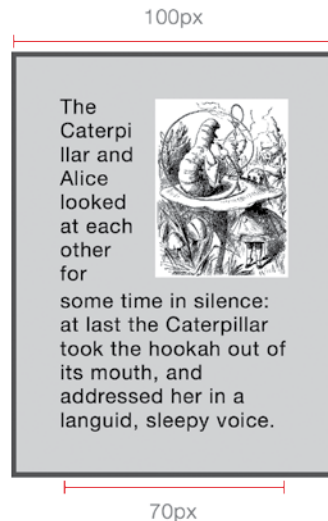 100px
The
Caterpi
llar and
Alice
looked
at each
other
for
some time in silence:
at last the Caterpillar
took the hookah out of
its mouth, and
addressed her in a
languid, sleepy voice.
70px